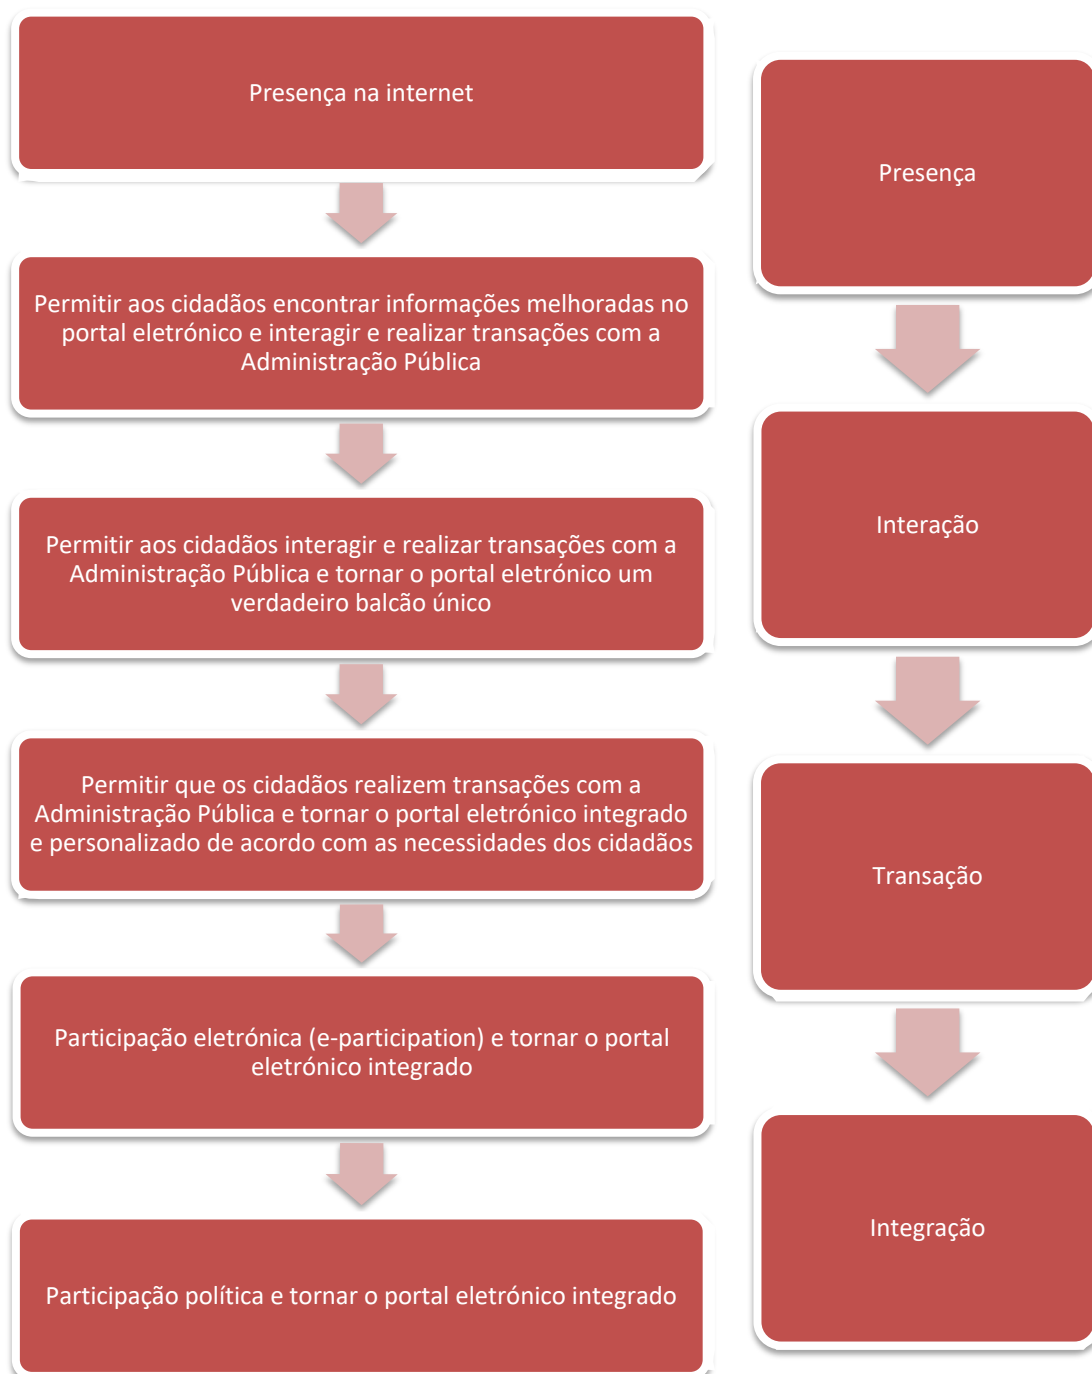 Presença na internet
Permitir aos cidadãos encontrar informações melhoradas no
portal eletrónico e interagir e realizar transações com a
Administração Pública
Permitir aos cidadãos interagir e realizar transações com a
Administração Pública e tornar o portal eletrónico um
verdadeiro balcão único
Permitir que os cidadãos realizem transações com a
Administração Pública e tornar o portal eletrónico integrado
e personalizado de acordo com as necessidades dos cidadãos
Participação eletrónica (e-participation) e tornar o portal
eletrónico integrado
Participação política e tornar o portal eletrónico integrado
Presença
Interação
Transação
Integração